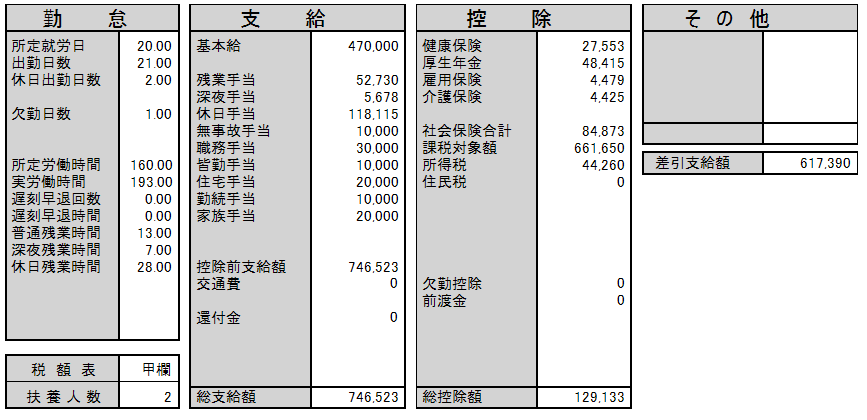 勤 怠
所定就労日 20.00
出勤日数 21.00
休日出勤日数 2.00
欠勤日数 1.00
所定労働時間 160.00
実労働時間 193.00
遅刻早退回数 0.00
遅刻早退時間 0.00
普通残業時間 13.00
深夜残業時間 7.00
休日残業時間 28.00
税 額 表 甲欄
扶 養 人 数 2
支 給
基本給 470,000
残業手当 52,730
深夜手当 5,678
休日手当 118,115
無事故手当 10,000
職務手当 30,000
皆勤手当 10,000
住宅手当 20,000
勤続手当 10,000
家族手当 20,000
控除前支給額 746,523
交通費 0
還付金 0
総支給額 746,523
控 除
健康保険 27,553
厚生年金 48,415
雇用保険 4,479
介護保険 4,425
社会保険合計 84,873
課税対象額 661,650
所得税 44,260
住民税 0
欠勤控除 0
前渡金 0
総控除額 129,133
そ の 他
差引支給額 617,390